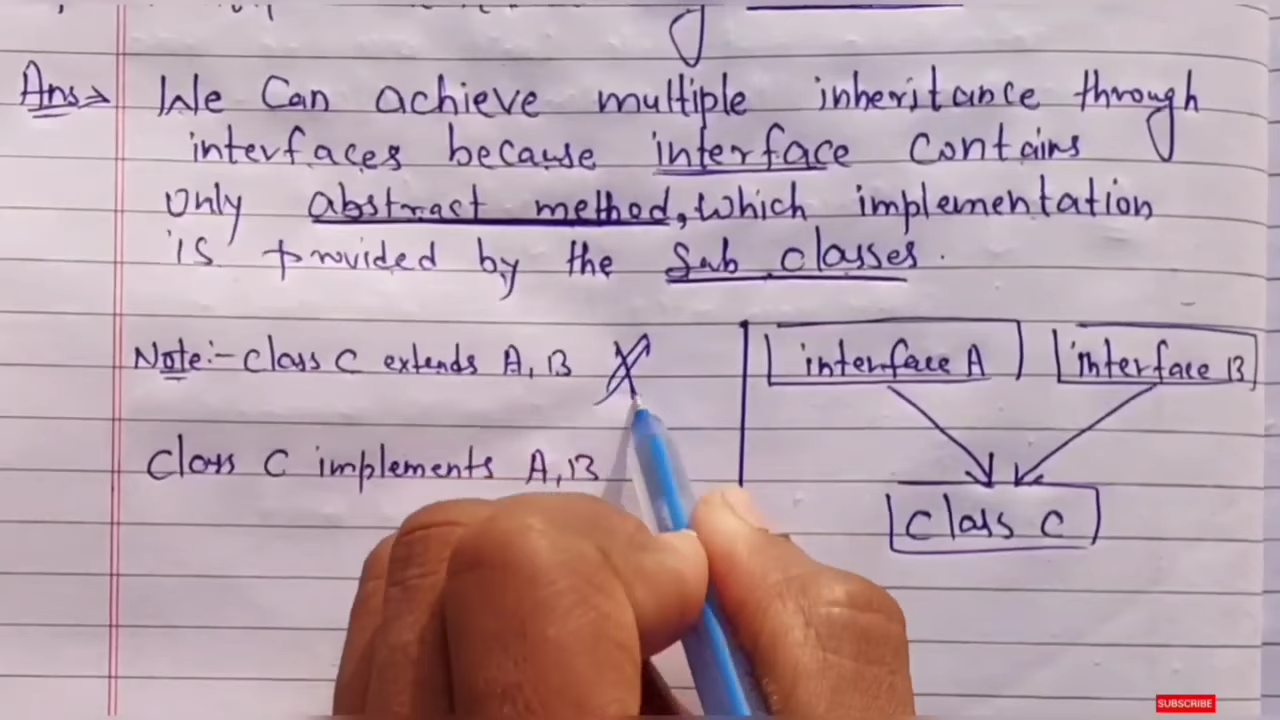 Ans→ We Can achieve multiple inheritance through
interfaces because interface contains
only abstract method, which implementation
is provided by the Sub classes.
Note:- Class C extends A, B X
Class C implements A, B
interface A
interface B
Class C
SUBSCRIBE